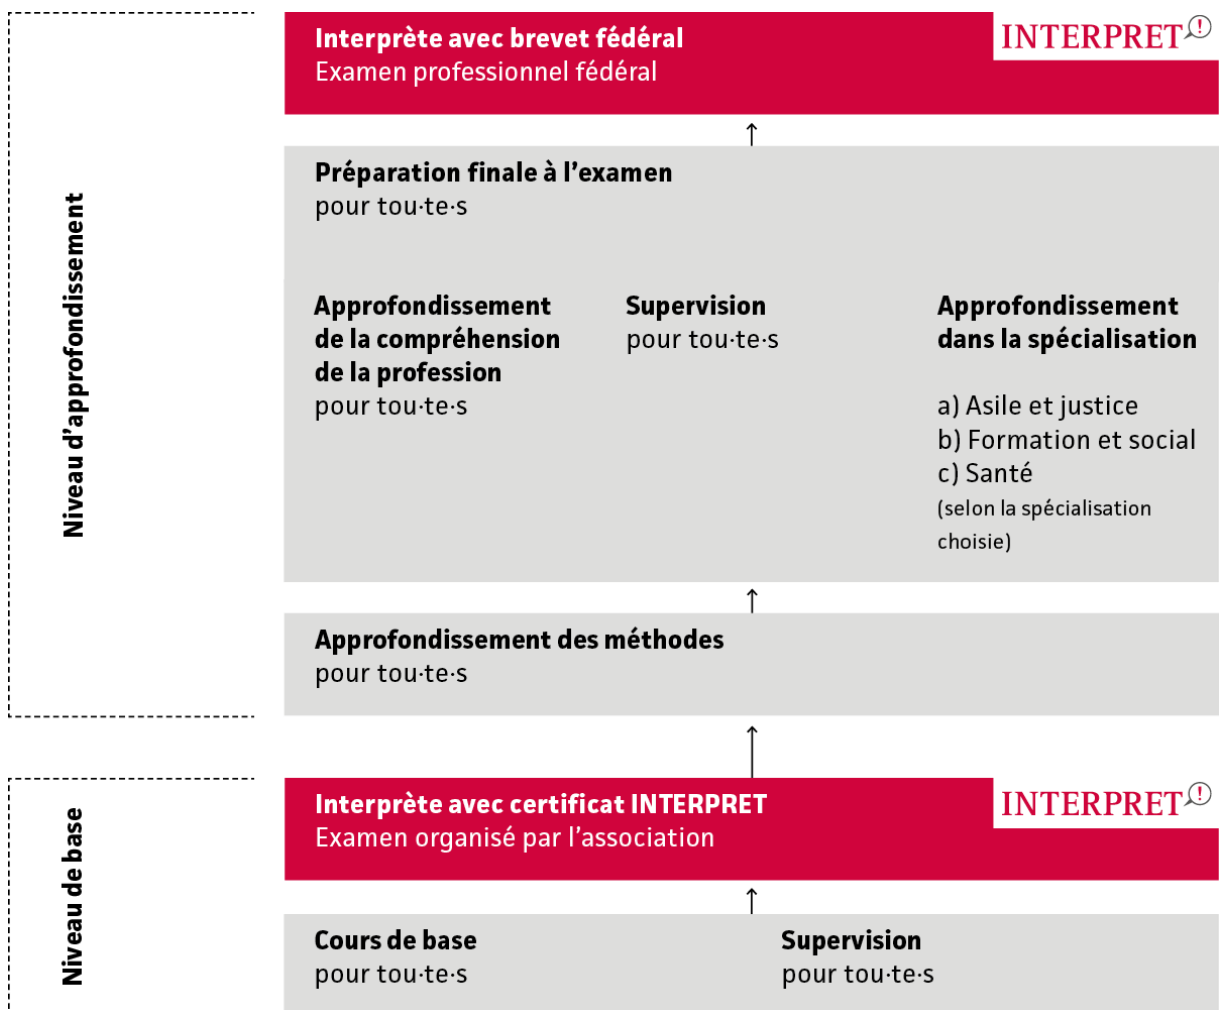 Interprète avec brevet fédéral
Examen professionnel fédéral
INTERPRET!
Niveau d'approfondissement
Préparation finale à l'examen
pour tou·te·s
Approfondissement
de la compréhension
de la profession
pour tou·te·s
Supervision
pour tou·te·s
Approfondissement
dans la spécialisation
a) Asile et justice
b) Formation et social
c) Santé
(selon la spécialisation
choisie)
Approfondissement des méthodes
pour tou·te·s
Niveau de base
Interprète avec certificat INTERPRET
Examen organisé par l'association
INTERPRET!
Cours de base
pour tou·te·s
Supervision
pour tou·te·s